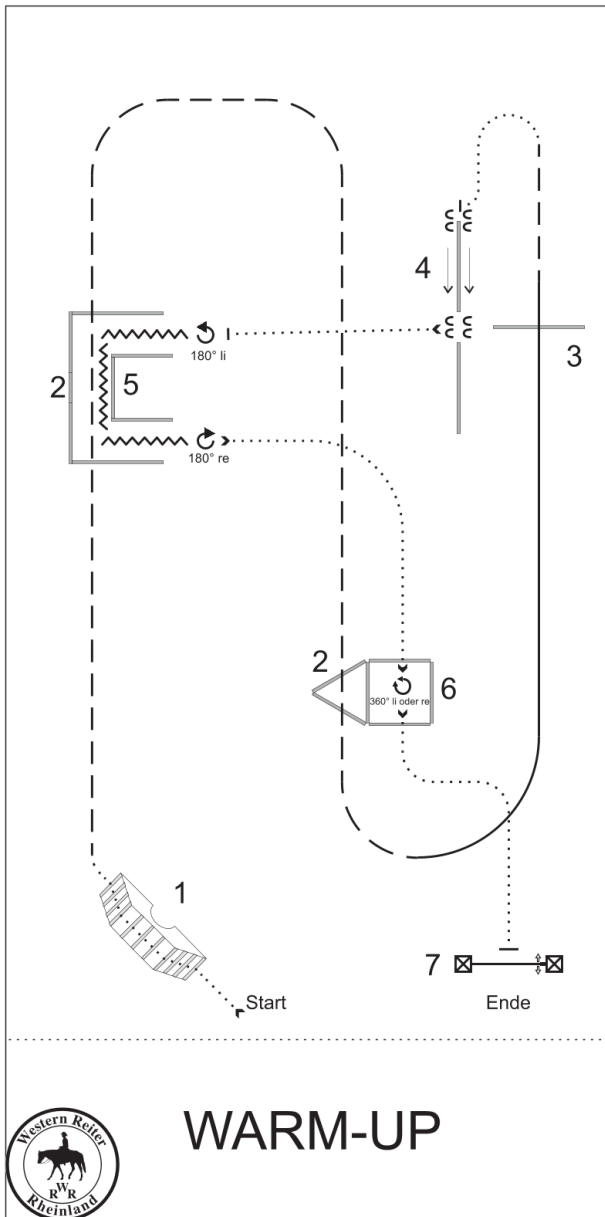 4
3
180° li
2
5
180° re
2
6
360° li oder re
1
7
Start
Ende
WARM-UP
Western Reiter
RWR
Rheinland